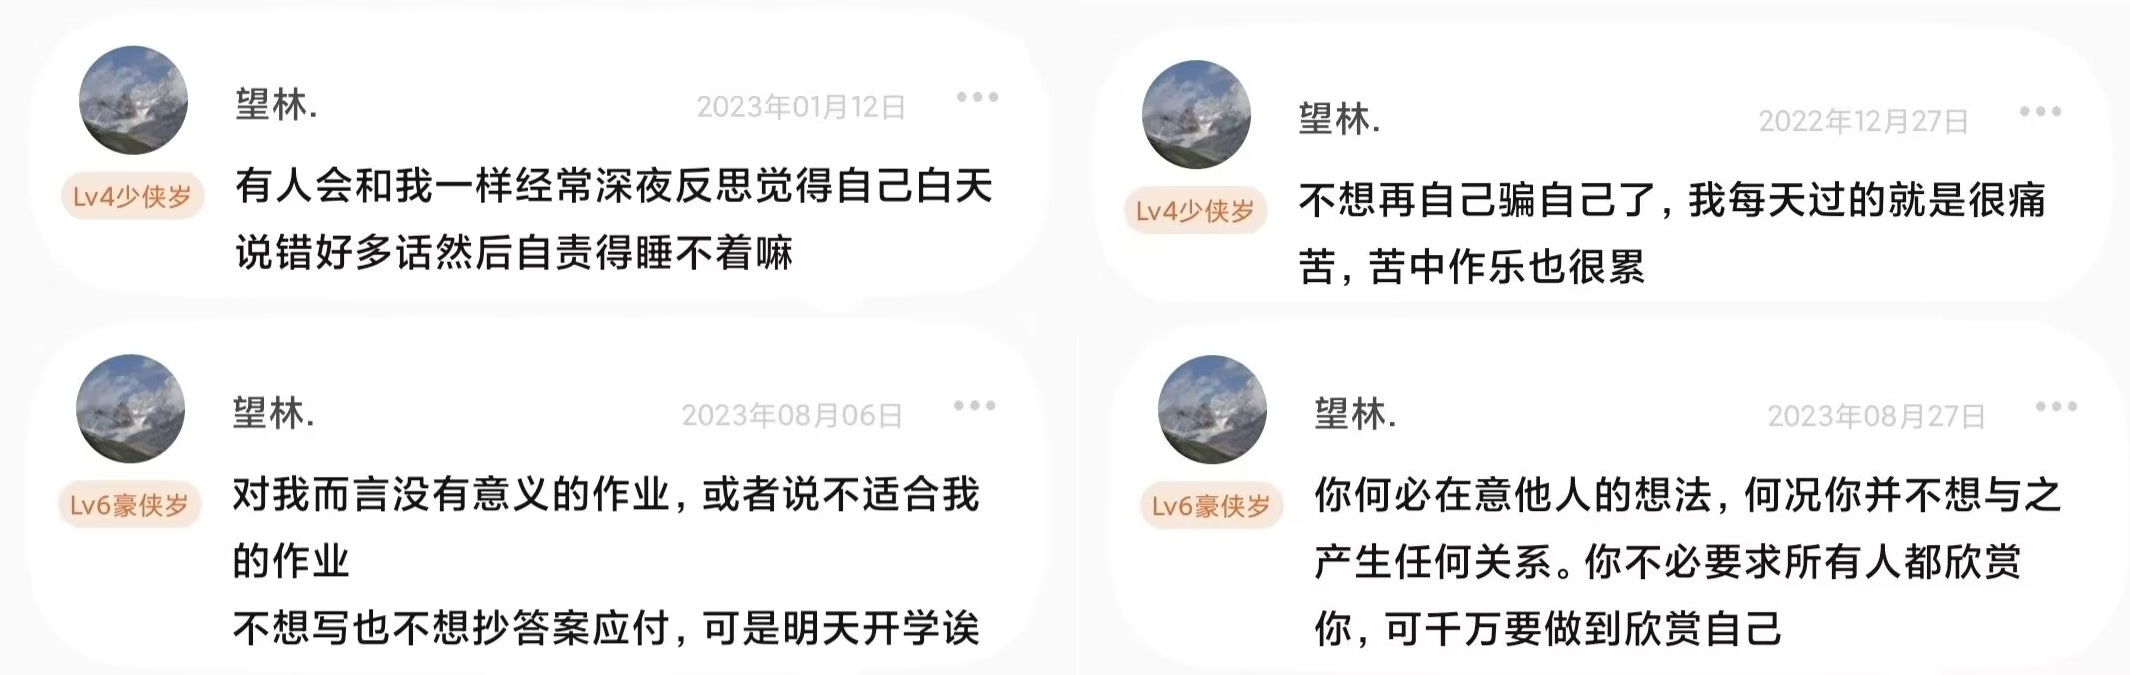 望林.
2023年01月12日
Lv4少侠岁
有人会和我一样经常深夜反思觉得自己白天
说错好多话然后自责得睡不着嘛
望林.
2022年12月27日
Lv4少侠岁
不想再自己骗自己了，我每天过的就是很痛
苦，苦中作乐也很累
望林.
2023年08月06日
Lv6豪侠岁
对我而言没有意义的作业，或者说不适合我
的作业
不想写也不想抄答案应付，可是明天开学诶
望林.
2023年08月27日
Lv6豪侠岁
你何必在意他人的想法，何况你并不想与之
产生任何关系。你不必要求所有人都欣赏
你，可千万要做到欣赏自己